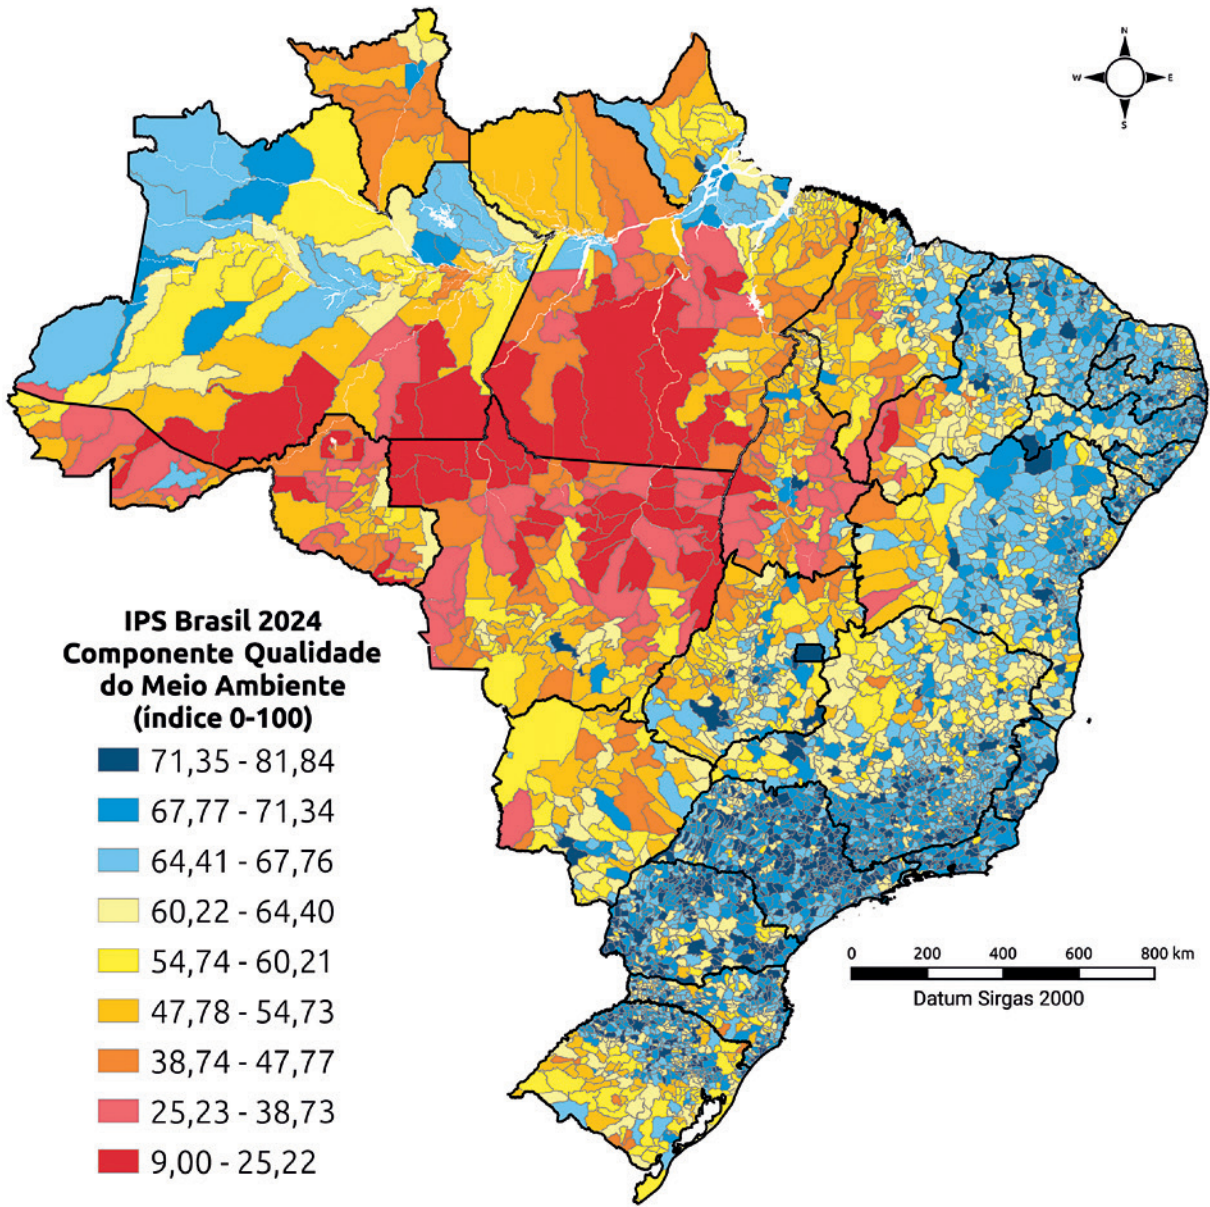 N
W E
S
IPS Brasil 2024
Componente Qualidade
do Meio Ambiente
(índice 0-100)
71,35 - 81,84
67,77 - 71,34
64,41 - 67,76
60,22 - 64,40
54,74 - 60,21
47,78 - 54,73
38,74 - 47,77
25,23 - 38,73
9,00 - 25,22
0 200 400 600 800 km
Datum Sirgas 2000